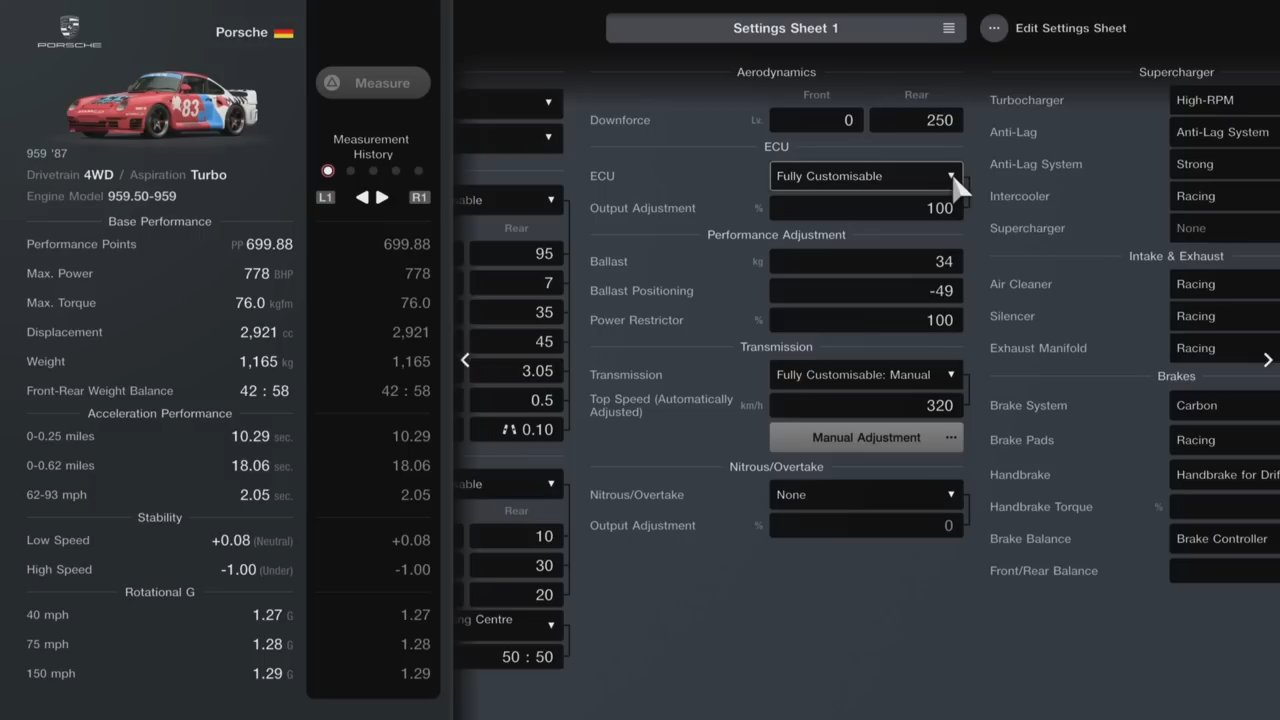 PORSCHE
Porsche
83
959 '87
Drivetrain 4WD / Aspiration Turbo
Engine Model 959.50-959
Base Performance
Performance Points PP 699.88
Max. Power 778 BHP
Max. Torque 76.0 kgfm
Displacement 2,921 cc
Weight 1,165 kg
Front-Rear Weight Balance 42 : 58
Acceleration Performance
0-0.25 miles 10.29 sec.
0-0.62 miles 18.06 sec.
62-93 mph 2.05 sec.
Stability
Low Speed +0.08 (Neutral)
High Speed -1.00 (Under)
Rotational G
40 mph 1.27 G
75 mph 1.28 G
150 mph 1.29 G
Measure
Measurement
History
L1 R1
699.88
778
76.0
2,921
1,165
42 : 58
10.29
18.06
2.05
+0.08
-1.00
1.27
1.28
1.29
Settings Sheet 1
Edit Settings Sheet
able
Rear
95
7
35
45
3.05
0.5
0.10
able
Rear
10
30
20
ng Centre
50 : 50
Aerodynamics
Front Rear
Downforce Lv. 0 250
ECU
ECU Fully Customisable
Output Adjustment % 100
Performance Adjustment
Ballast kg 34
Ballast Positioning -49
Power Restrictor % 100
Transmission
Transmission Fully Customisable: Manual
Top Speed (Automatically
Adjusted) km/h 320
Manual Adjustment
Nitrous/Overtake
Nitrous/Overtake None
Output Adjustment % 0
Supercharger
Turbocharger High-RPM
Anti-Lag Anti-Lag System
Anti-Lag System Strong
Intercooler Racing
Supercharger None
Intake & Exhaust
Air Cleaner Racing
Silencer Racing
Exhaust Manifold Racing
Brakes
Brake System Carbon
Brake Pads Racing
Handbrake Handbrake for Drif
Handbrake Torque %
Brake Balance Brake Controller
Front/Rear Balance